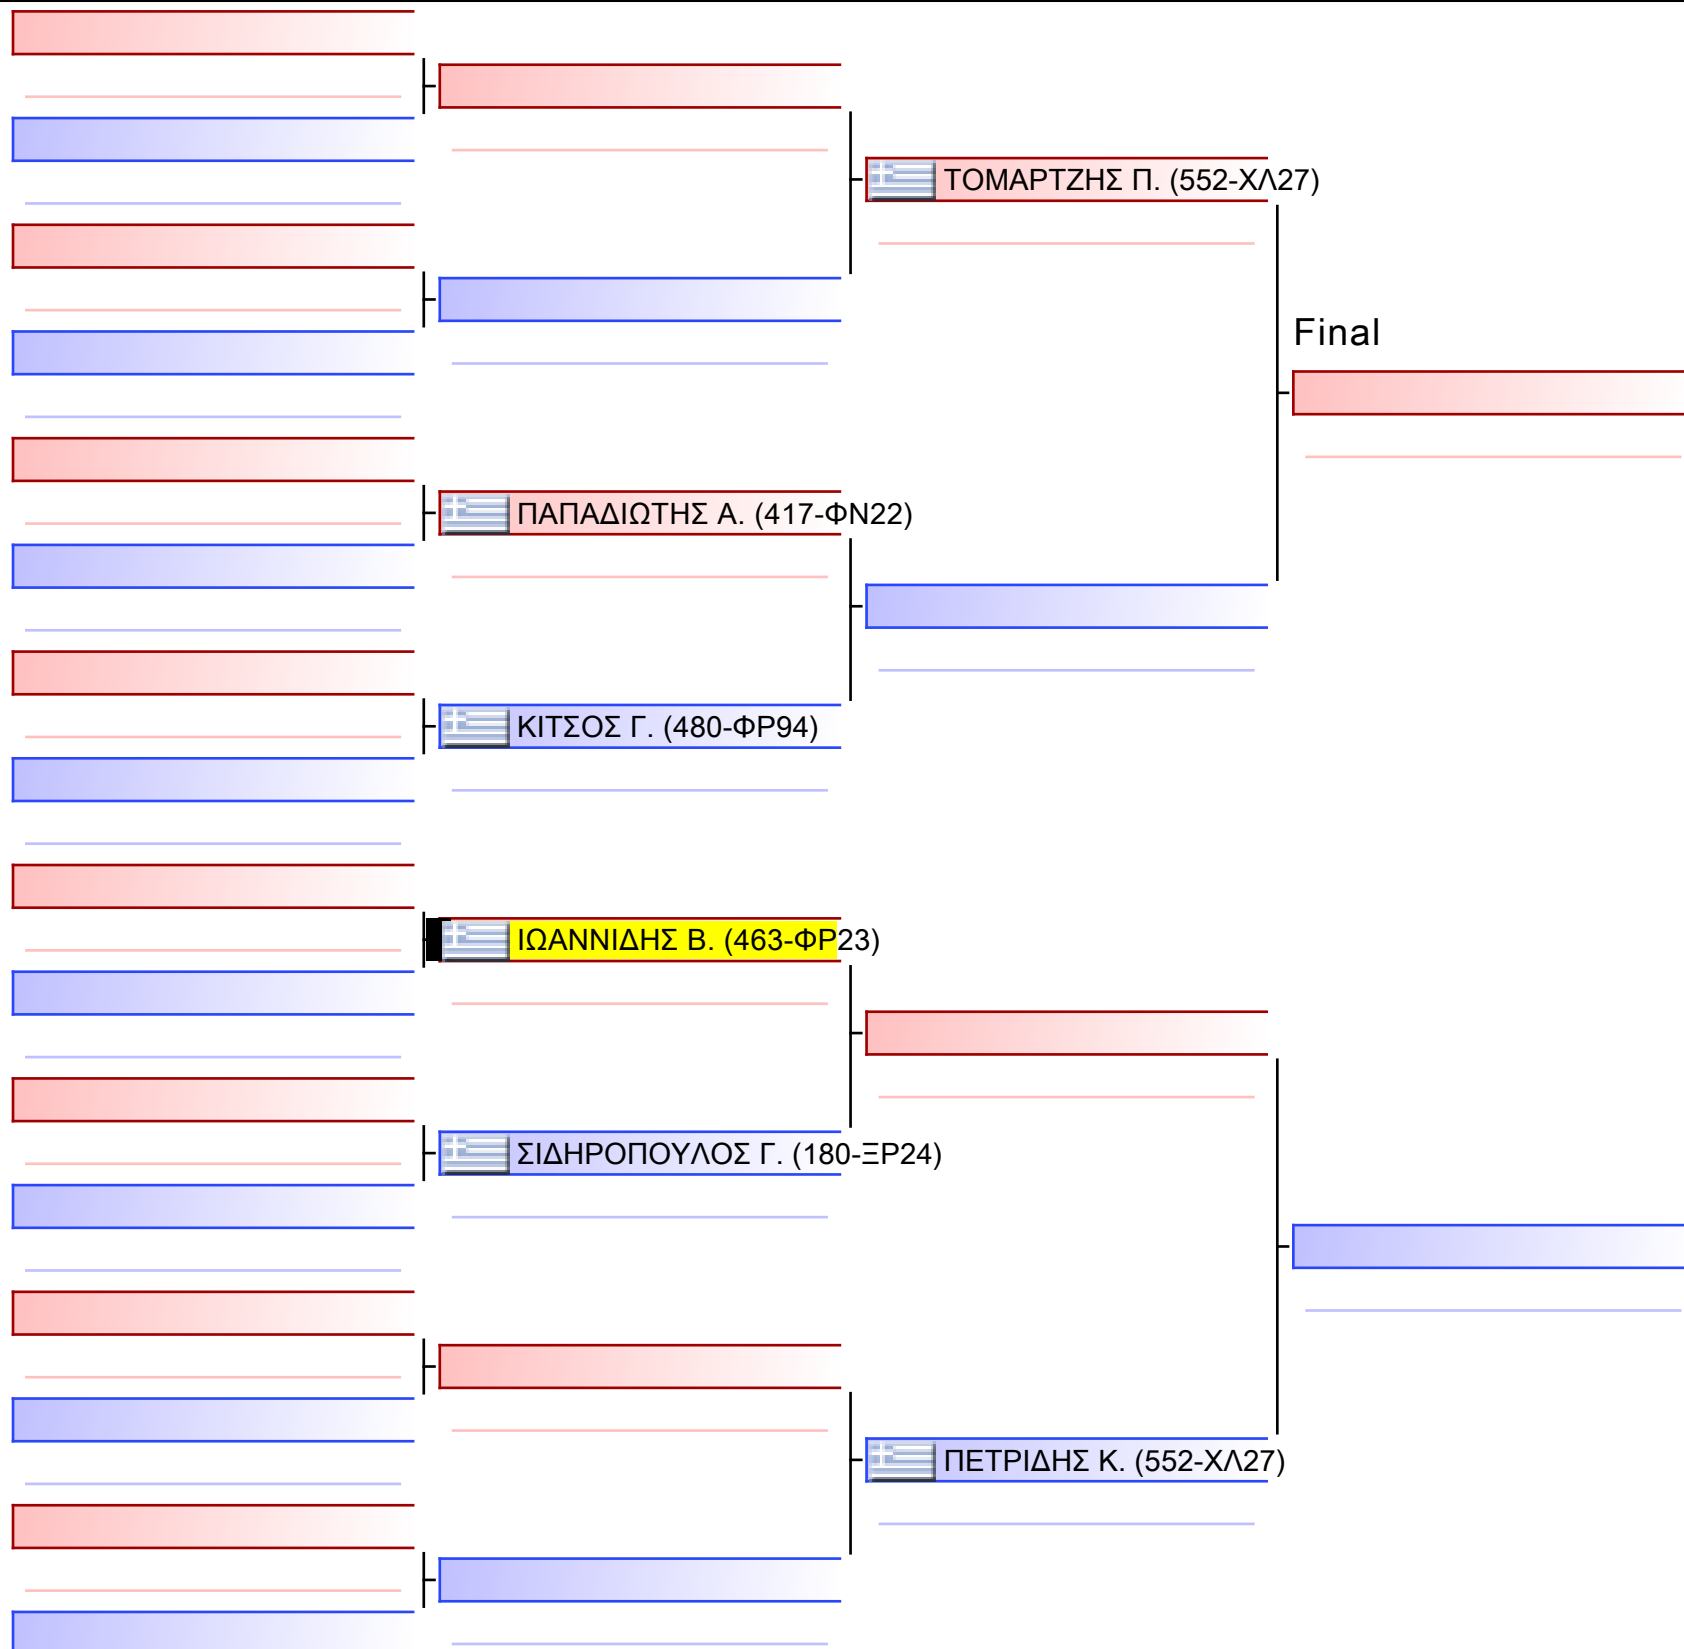 ΤΟΜΑΡΤΖΗΣ Π. (552-ΧΛ27)
Final
ΠΑΠΑΔΙΩΤΗΣ Α. (417-ΦΝ22)
ΚΙΤΣΟΣ Γ. (480-ΦΡ94)
ΙΩΑΝΝΙΔΗΣ Β. (463-ΦΡ23)
ΣΙΔΗΡΟΠΟΥΛΟΣ Γ. (180-ΞΡ24)
ΠΕΤΡΙΔΗΣ Κ. (552-ΧΛ27)